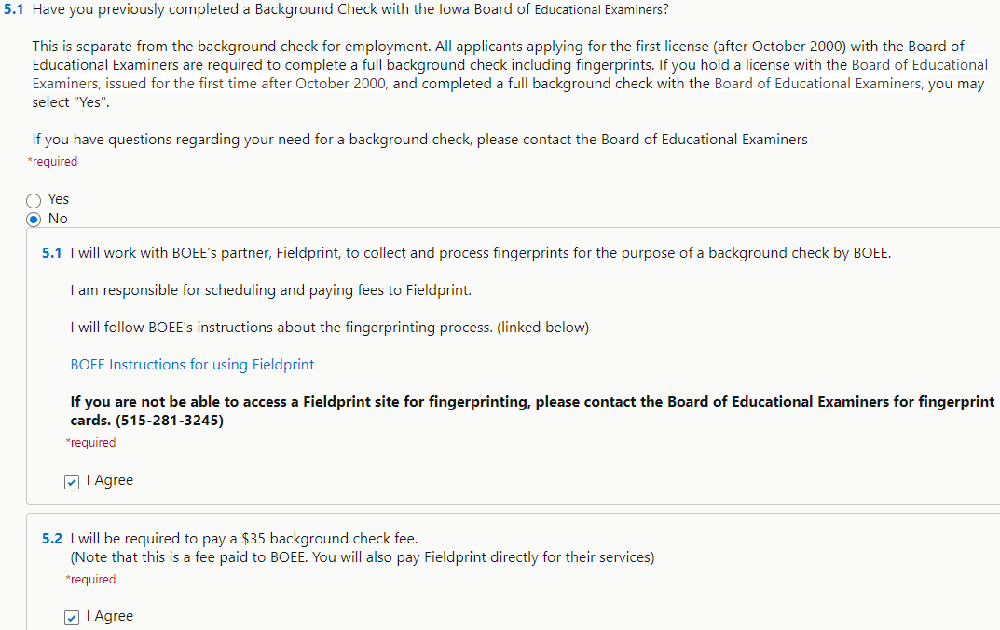 5.1 Have you previously completed a Background Check with the Iowa Board of Educational Examiners?
This is separate from the background check for employment. All applicants applying for the first license (after October 2000) with the Board of
Educational Examiners are required to complete a full background check including fingerprints. If you hold a license with the Board of Educational
Examiners, issued for the first time after October 2000, and completed a full background check with the Board of Educational Examiners, you may
select "Yes".
If you have questions regarding your need for a background check, please contact the Board of Educational Examiners
*required
Yes
No
5.1 I will work with BOEE's partner, Fieldprint, to collect and process fingerprints for the purpose of a background check by BOEE.
I am responsible for scheduling and paying fees to Fieldprint.
I will follow BOEE's instructions about the fingerprinting process. (linked below)
BOEE Instructions for using Fieldprint
If you are not be able to access a Fieldprint site for fingerprinting, please contact the Board of Educational Examiners for fingerprint
cards. (515-281-3245)
*required
I Agree
5.2 I will be required to pay a $35 background check fee.
(Note that this is a fee paid to BOEE. You will also pay Fieldprint directly for their services)
*required
I Agree